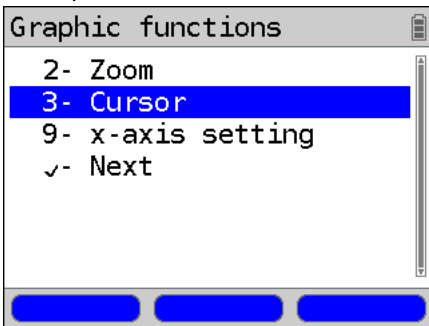 Graphic functions
2- Zoom
3- Cursor
9- x-axis setting
✓- Next